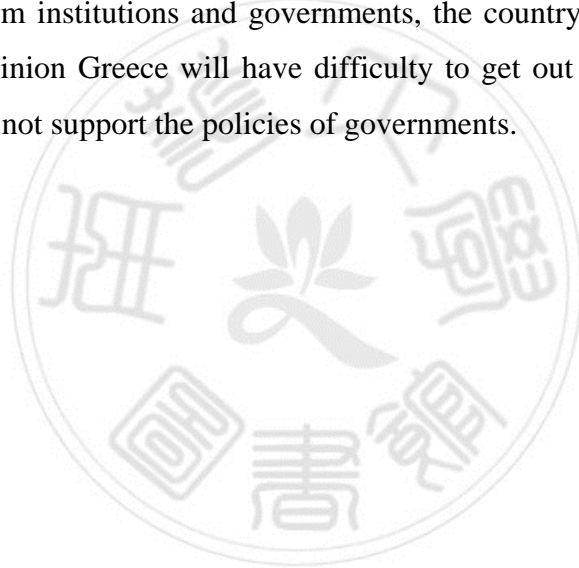 m institutions and governments, the country
inion Greece will have difficulty to get out
not support the policies of governments.
書